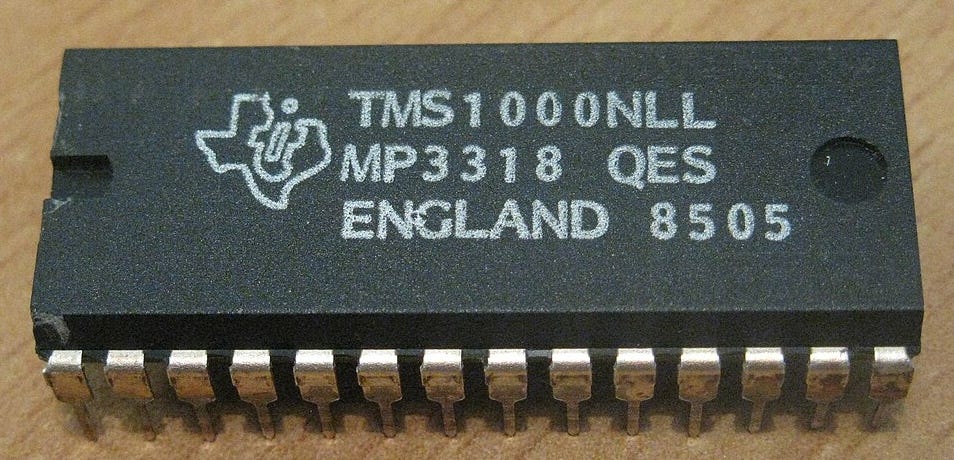 TMS1000NLL
MP3318 QES
ENGLAND 8505